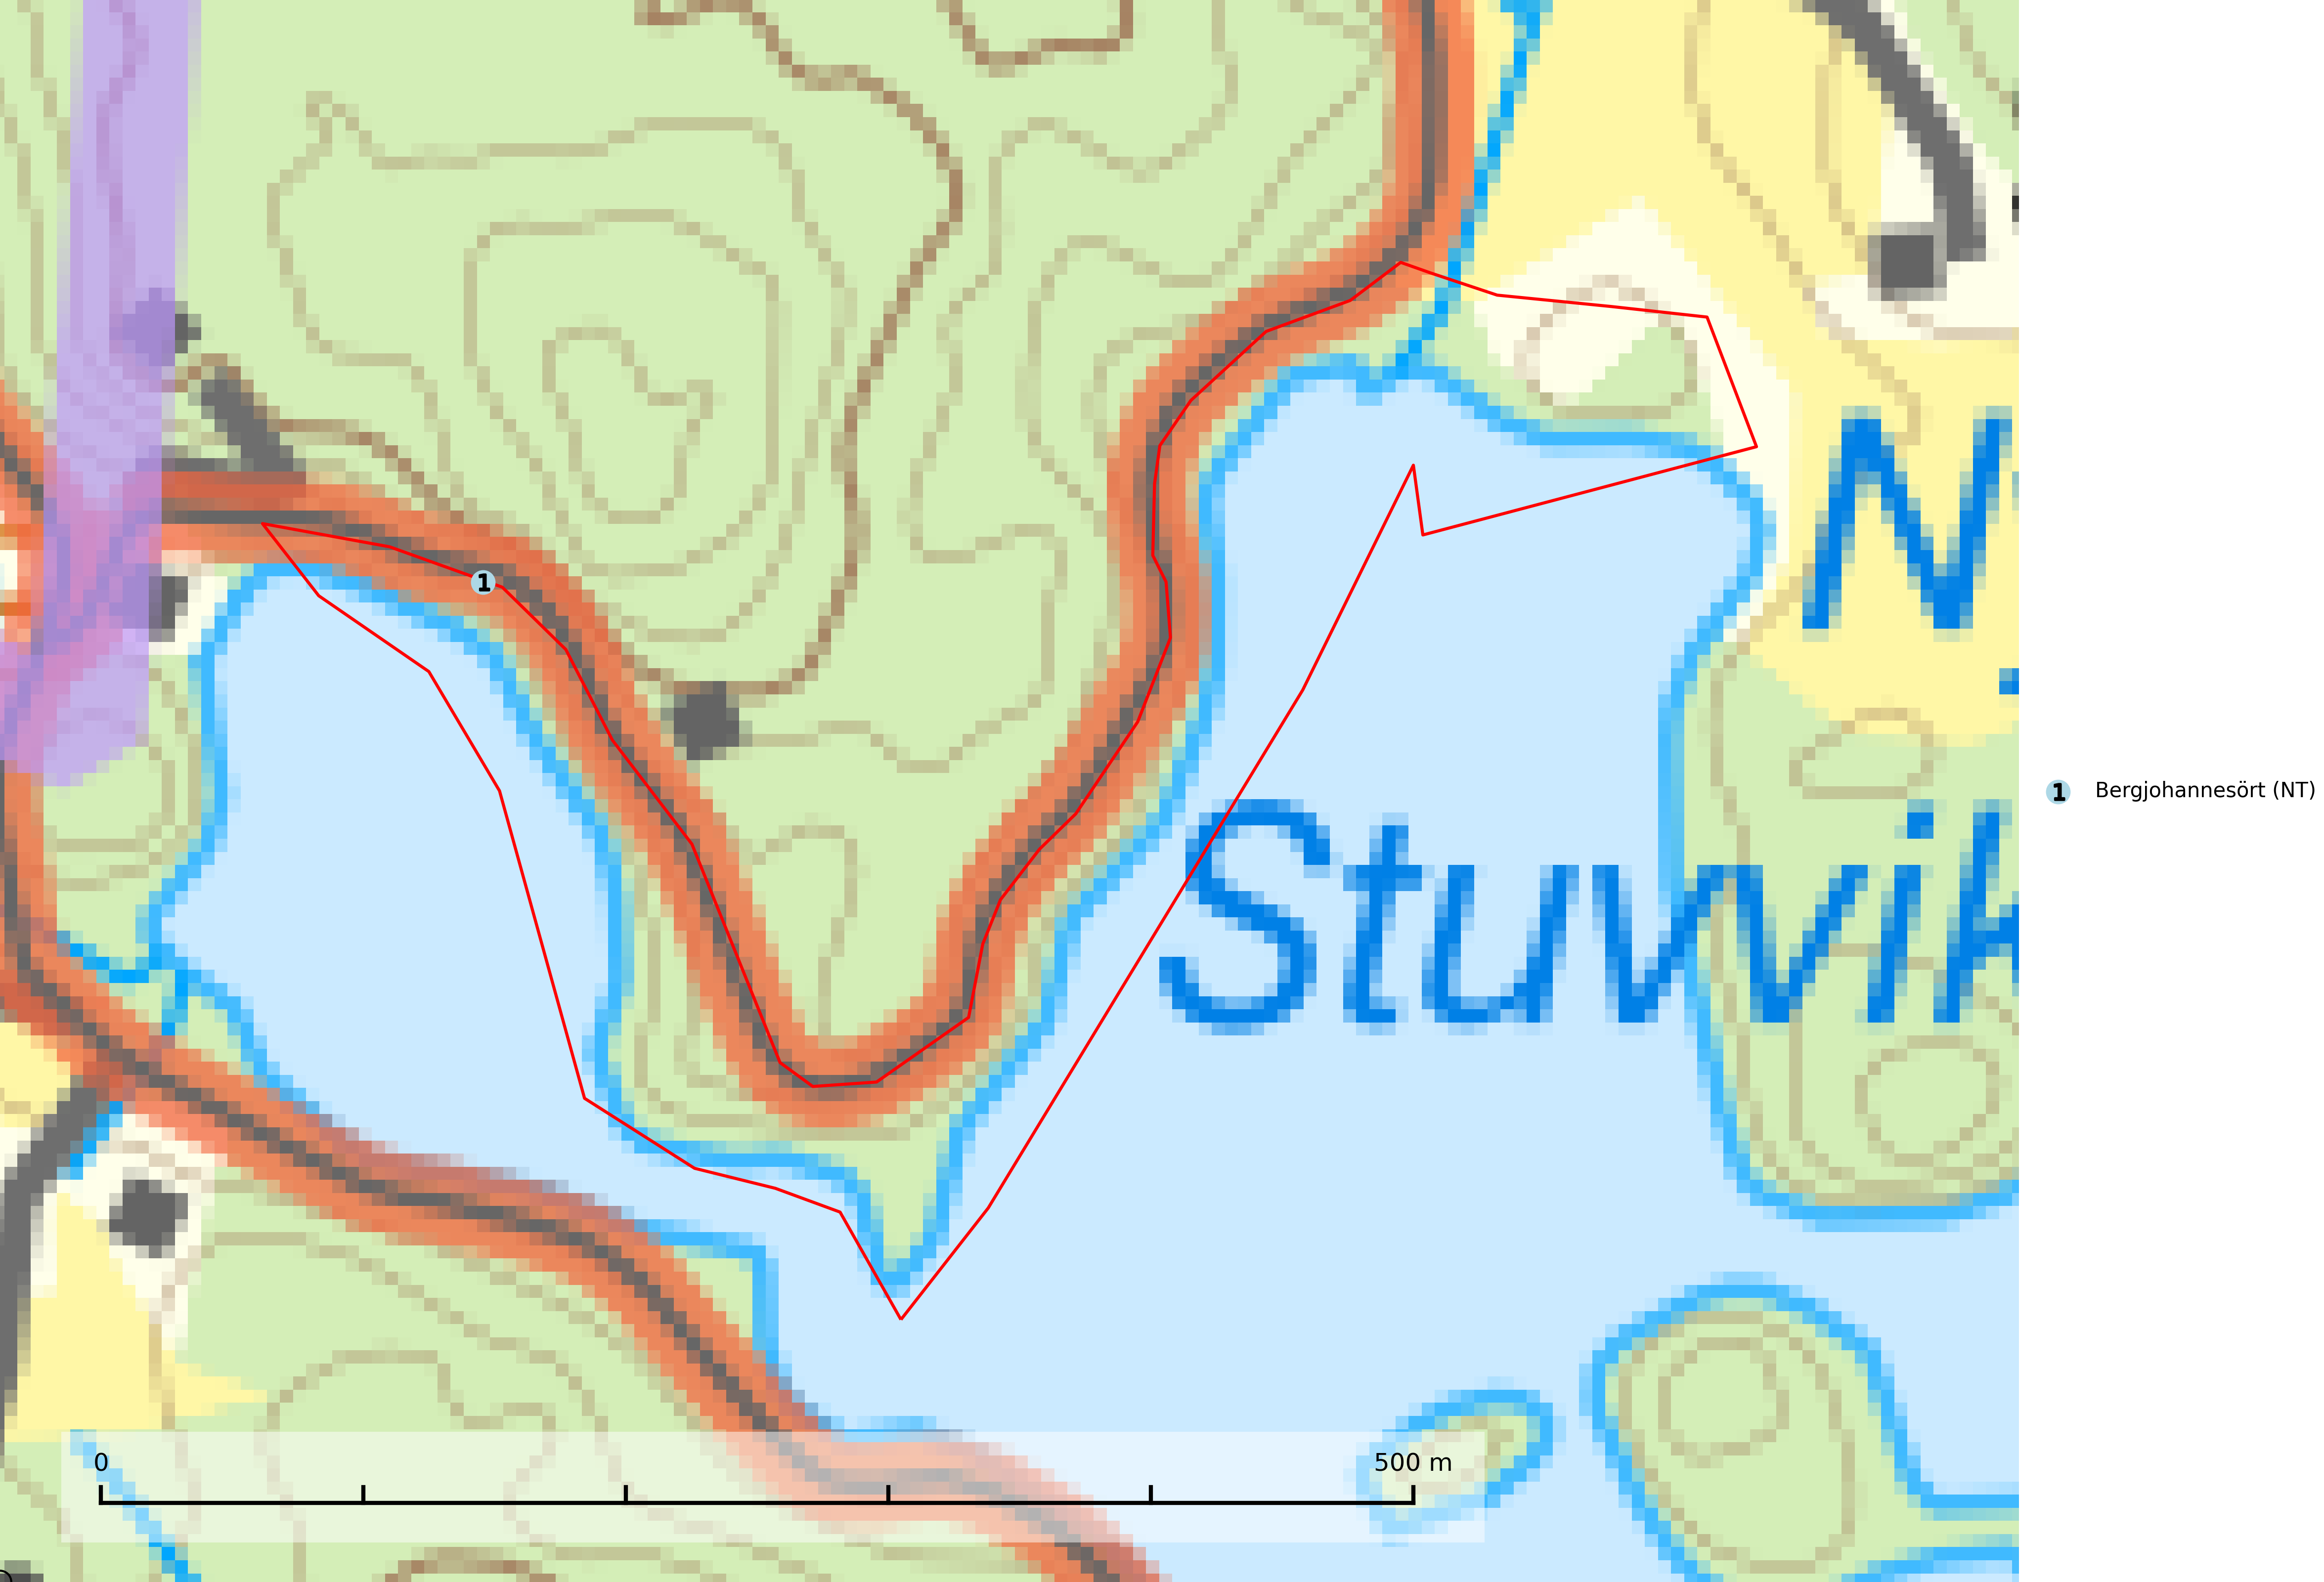 1
1 Bergjohannesört (NT)
Stuvvik
N
0 500 m